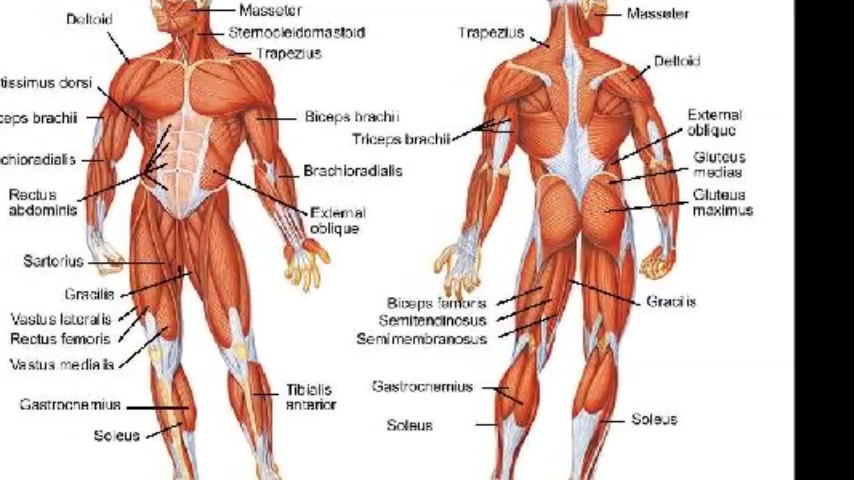 Masseter
Deltoid
Sternocleidomastoid
Trapezius
tissimus dorsi
ceps brachii
Biceps brachii
chioradialis
Brachioradialis
Rectus
abdominis
External
oblique
Sartorius
Gracilis
Vastus lateralis
Rectus femoris
Vastus medialis
Gastrocnemius
Tibialis
anterior
Soleus
Masseter
Trapezius
Deltoid
Triceps brachii
External
oblique
Gluteus
medias
Gluteus
maximus
Biceps femoris
Gracilis
Semitendinosus
Semimembranosus
Gastrocnemius
Soleus
Soleus